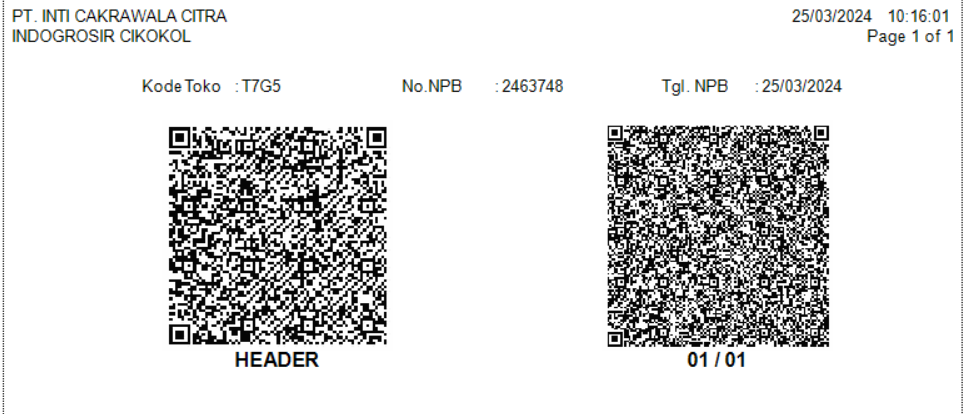 PT. INTI CAKRAWALA CITRA 25/03/2024 10:16:01
INDOGROSIR CIKOKOL Page 1 of 1
Kode Toko : T7G5 No.NPB : 2463748 Tgl. NPB : 25/03/2024
HEADER 01 / 01